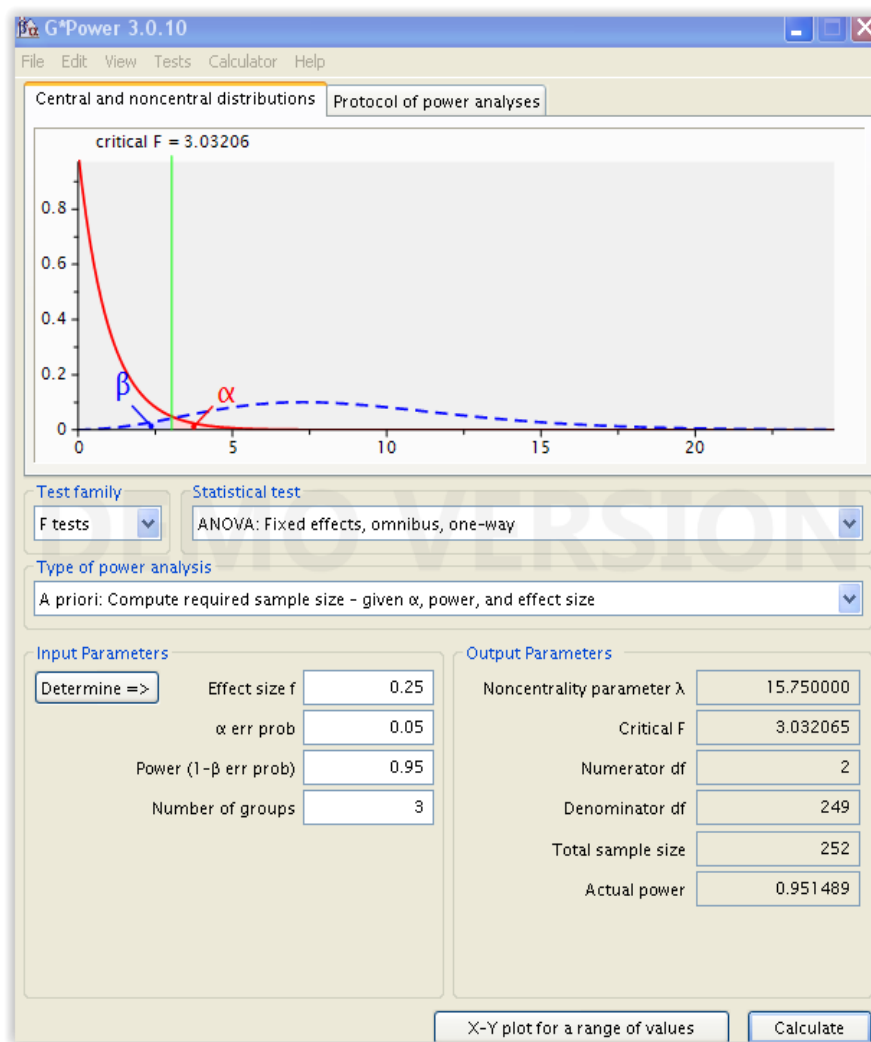 βα G*Power 3.0.10
File Edit View Tests Calculator Help
Central and noncentral distributions Protocol of power analyses
critical F = 3.03206
0.8
0.6
0.4
0.2
β α
0
0 5 10 15 20
DEMO VERSION
Test family Statistical test
F tests ANOVA: Fixed effects, omnibus, one-way
Type of power analysis
A priori: Compute required sample size - given α, power, and effect size
Input Parameters Output Parameters
Determine => Effect size f 0.25 Noncentrality parameter λ 15.750000
α err prob 0.05 Critical F 3.032065
Power (1-β err prob) 0.95 Numerator df 2
Number of groups 3 Denominator df 249
Total sample size 252
Actual power 0.951489
X-Y plot for a range of values Calculate